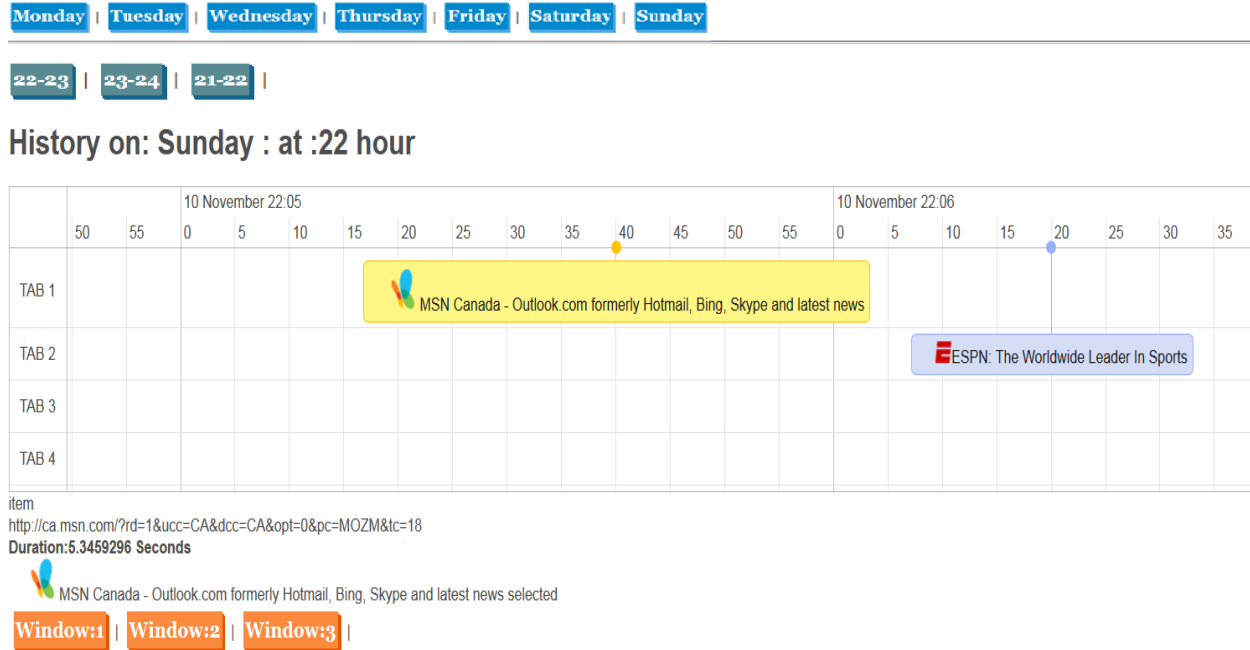 Monday | Tuesday | Wednesday | Thursday | Friday | Saturday | Sunday
22-23 | 23-24 | 21-22 |
History on: Sunday : at :22 hour
10 November 22:05 10 November 22:06
50 55 0 5 10 15 20 25 30 35 40 45 50 55 0 5 10 15 20 25 30 35
TAB 1 MSN Canada - Outlook.com formerly Hotmail, Bing, Skype and latest news
TAB 2 ESPN: The Worldwide Leader In Sports
TAB 3
TAB 4
item
http://ca.msn.com/?rd=1&ucc=CA&dcc=CA&opt=0&pc=MOZM&tc=18
Duration:5.3459296 Seconds
MSN Canada - Outlook.com formerly Hotmail, Bing, Skype and latest news selected
Window:1 | Window:2 | Window:3 |